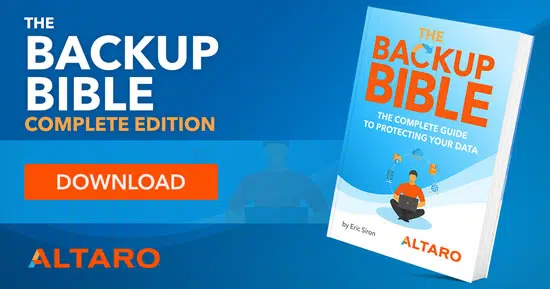 THE
BACKUP
BIBLE
COMPLETE EDITION
DOWNLOAD
ALTARO
THE
BACKUP
BIBLE
THE COMPLETE GUIDE
TO PROTECTING YOUR DATA
by Eric Siron
ALTARO